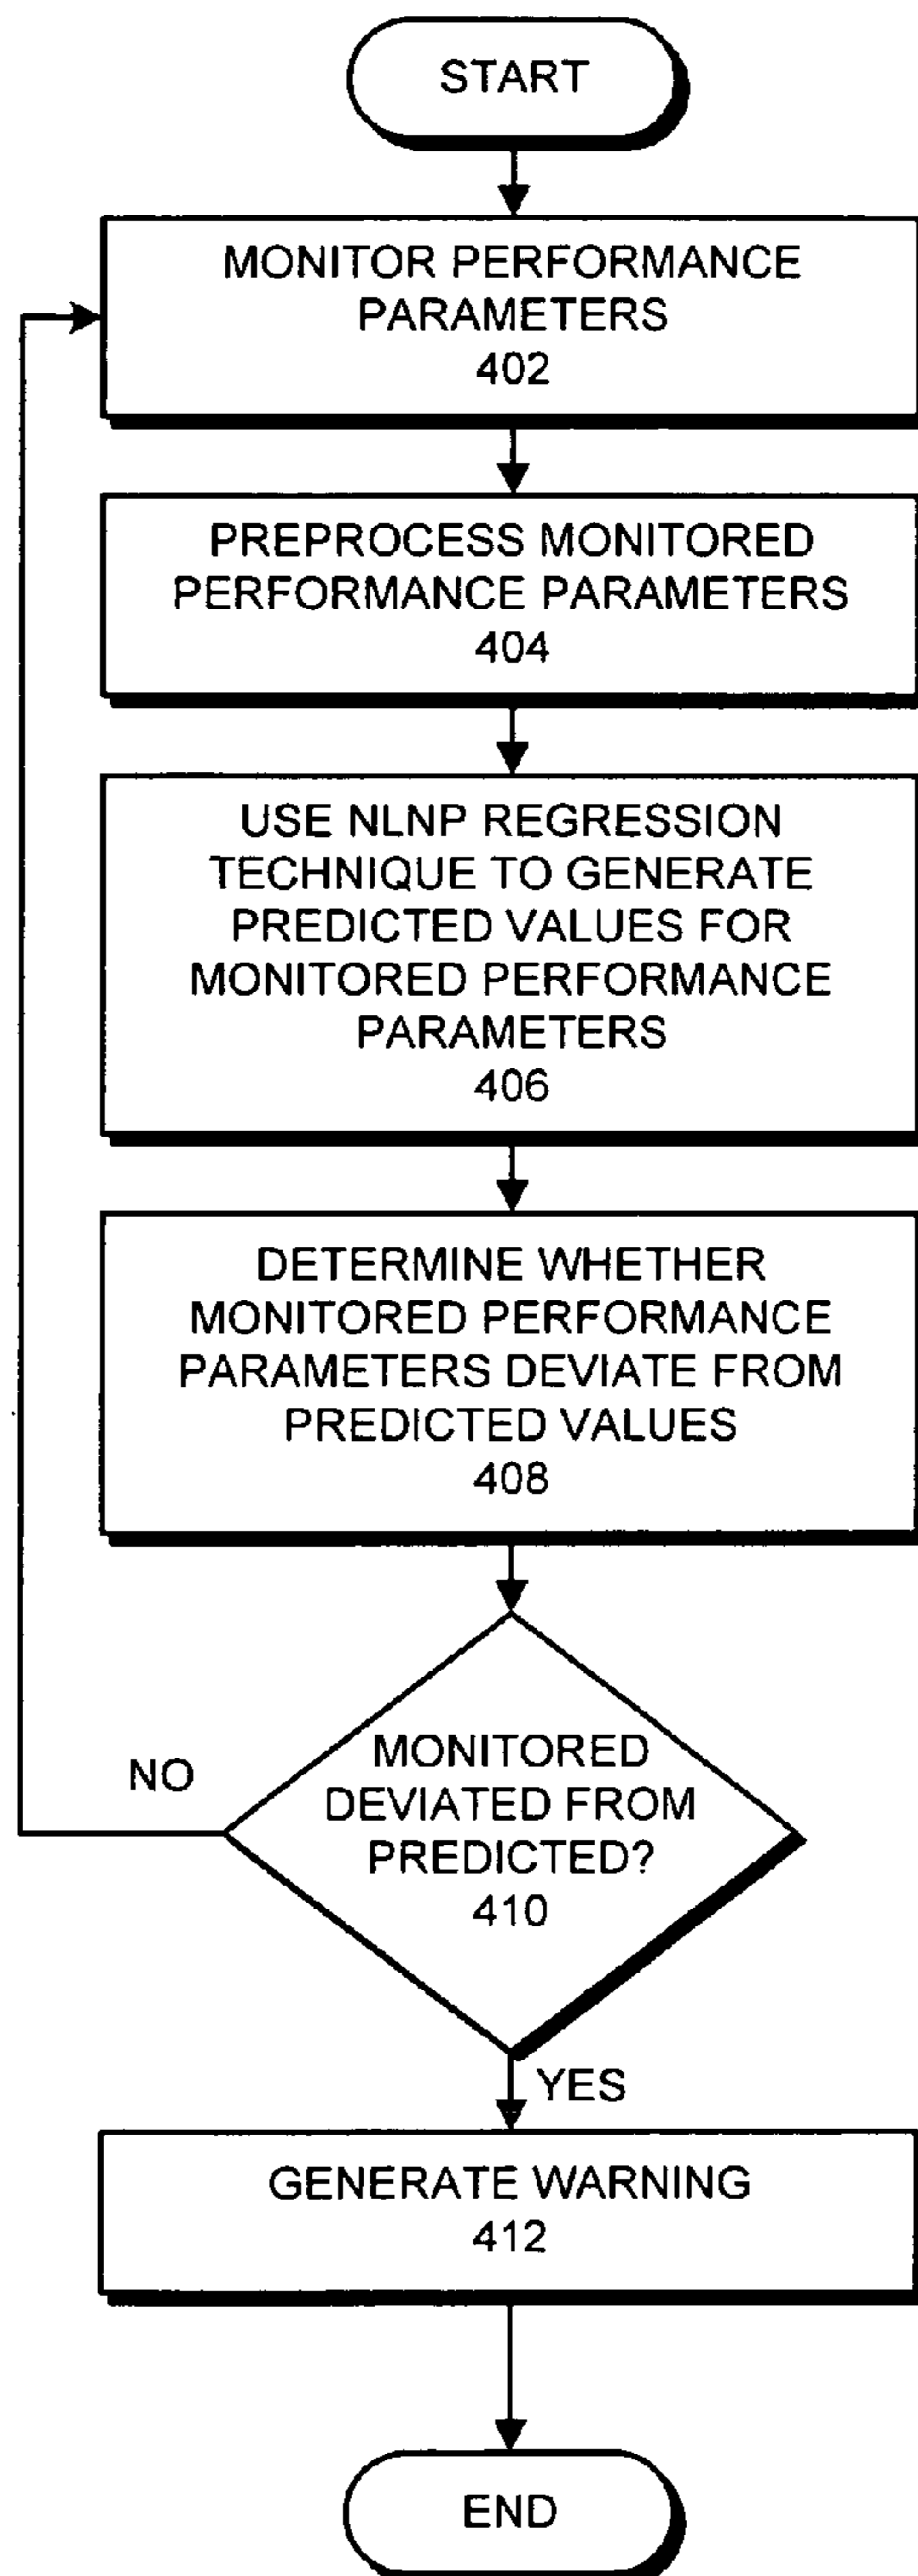 START
MONITOR PERFORMANCE
PARAMETERS
402
PREPROCESS MONITORED
PERFORMANCE PARAMETERS
404
USE NLNP REGRESSION
TECHNIQUE TO GENERATE
PREDICTED VALUES FOR
MONITORED PERFORMANCE
PARAMETERS
406
DETERMINE WHETHER
MONITORED PERFORMANCE
PARAMETERS DEVIATE FROM
PREDICTED VALUES
408
NO
MONITORED
DEVIATED FROM
PREDICTED?
410
YES
GENERATE WARNING
412
END